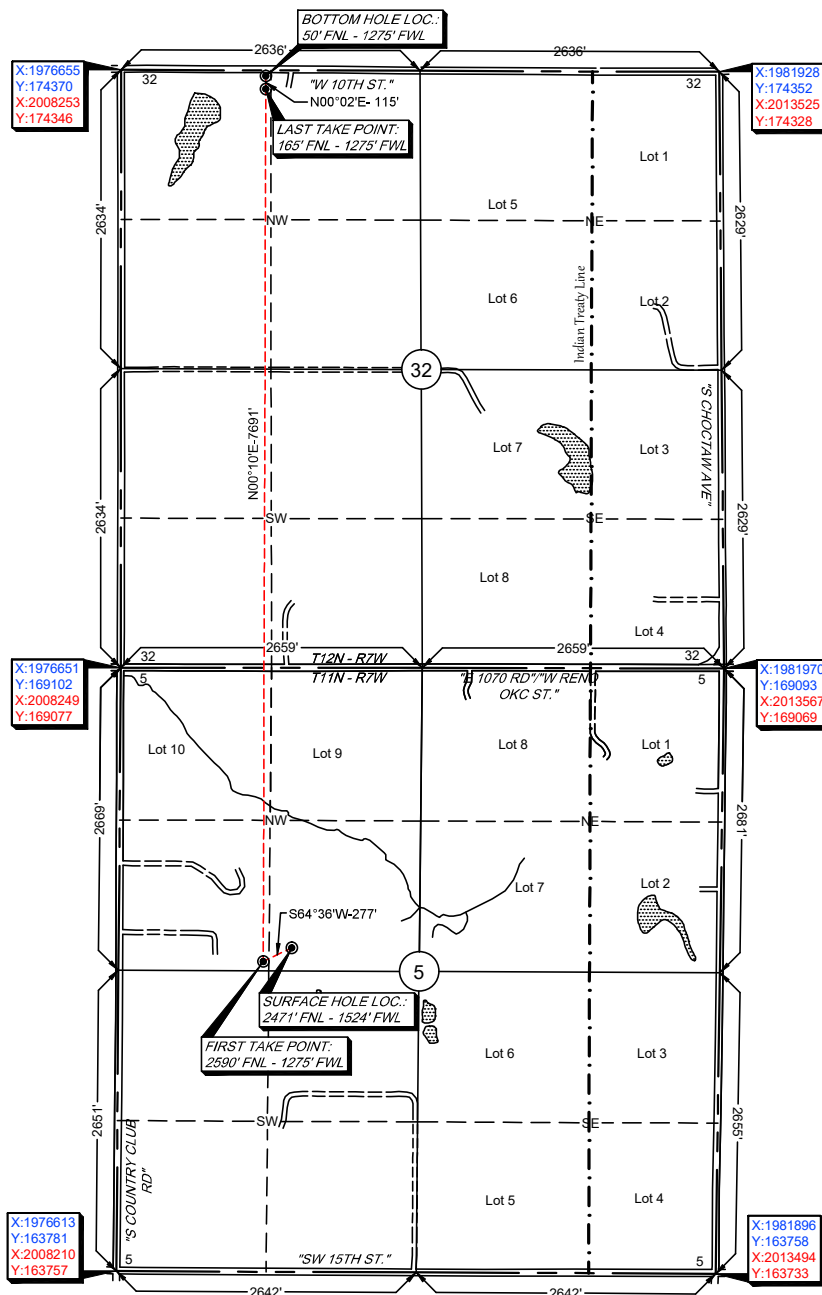 BOTTOM HOLE LOC.:
50' FNL - 1275' FWL
2636'
2636'
X:1976655
Y:174370
X:2008253
Y:174346
X:1981928
Y:174352
X:2013525
Y:174328
32
"W 10TH ST."
32
N00°02'E- 115'
LAST TAKE POINT:
165' FNL - 1275' FWL
Lot 1
Lot 5
2634'
NW
NE
2629'
Lot 6
Lot 2
Indian Treaty Line
32
"S CHOCTAW AVE"
N00°10'E-7691'
Lot 7
Lot 3
2634'
SW
SE
2629'
Lot 8
Lot 4
2659'
2659'
32
T12N - R7W
32
X:1976651
Y:169102
X:2008249
Y:169077
X:1981970
Y:169093
X:2013567
Y:169069
5
T11N - R7W
"E 1070 RD"/"W RENO
OKC ST."
5
Lot 10
Lot 9
Lot 8
Lot 1
2669'
NW
NE
2681'
Lot 7
Lot 2
S64°36'W-277'
5
SURFACE HOLE LOC.:
2471' FNL - 1524' FWL
FIRST TAKE POINT:
2590' FNL - 1275' FWL
Lot 6
Lot 3
2651'
SW
SE
2655'
"S COUNTRY CLUB
RD"
Lot 5
Lot 4
X:1976613
Y:163781
X:2008210
Y:163757
X:1981896
Y:163758
X:2013494
Y:163733
5
"SW 15TH ST."
5
2642'
2642'